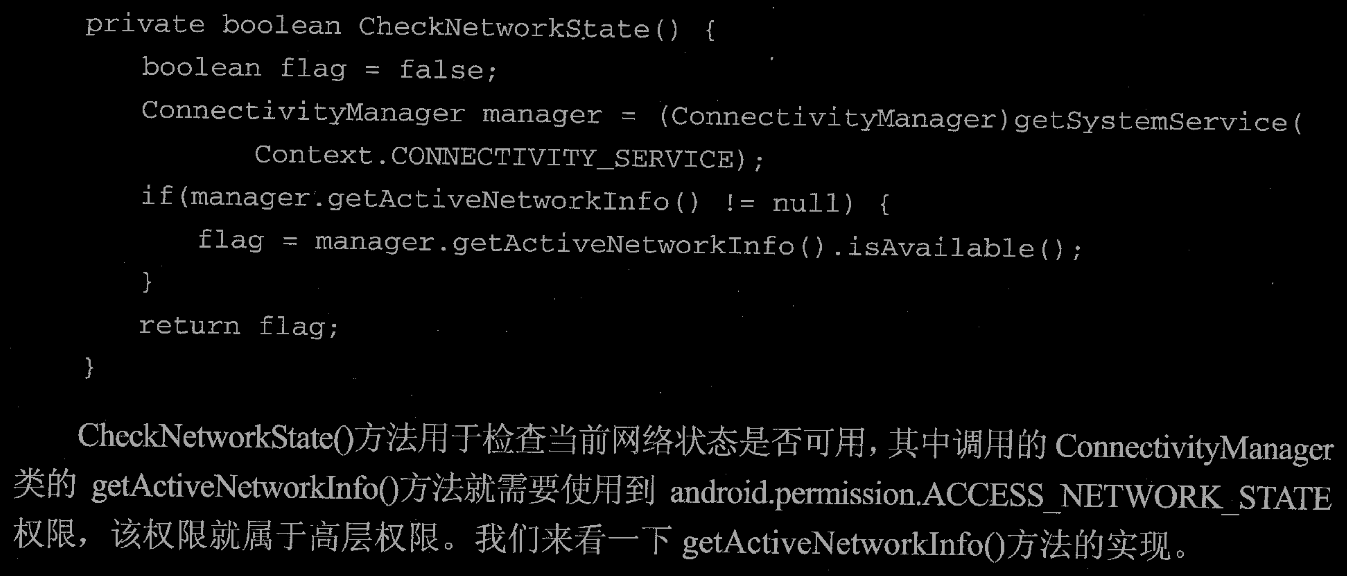 private boolean CheckNetworkState() {
boolean flag = false;
ConnectivityManager manager = (ConnectivityManager)getSystemService(
Context.CONNECTIVITY_SERVICE);
if(manager.getActiveNetworkInfo() != null) {
flag = manager.getActiveNetworkInfo().isAvailable();
}
return flag;
}
CheckNetworkState()方法用于检查当前网络状态是否可用，其中调用的 ConnectivityManager
类的 getActiveNetworkInfo()方法就需要使用到 android.permission.ACCESS_NETWORK_STATE
权限，该权限就属于高层权限。我们来看一下 getActiveNetworkInfo()方法的实现。